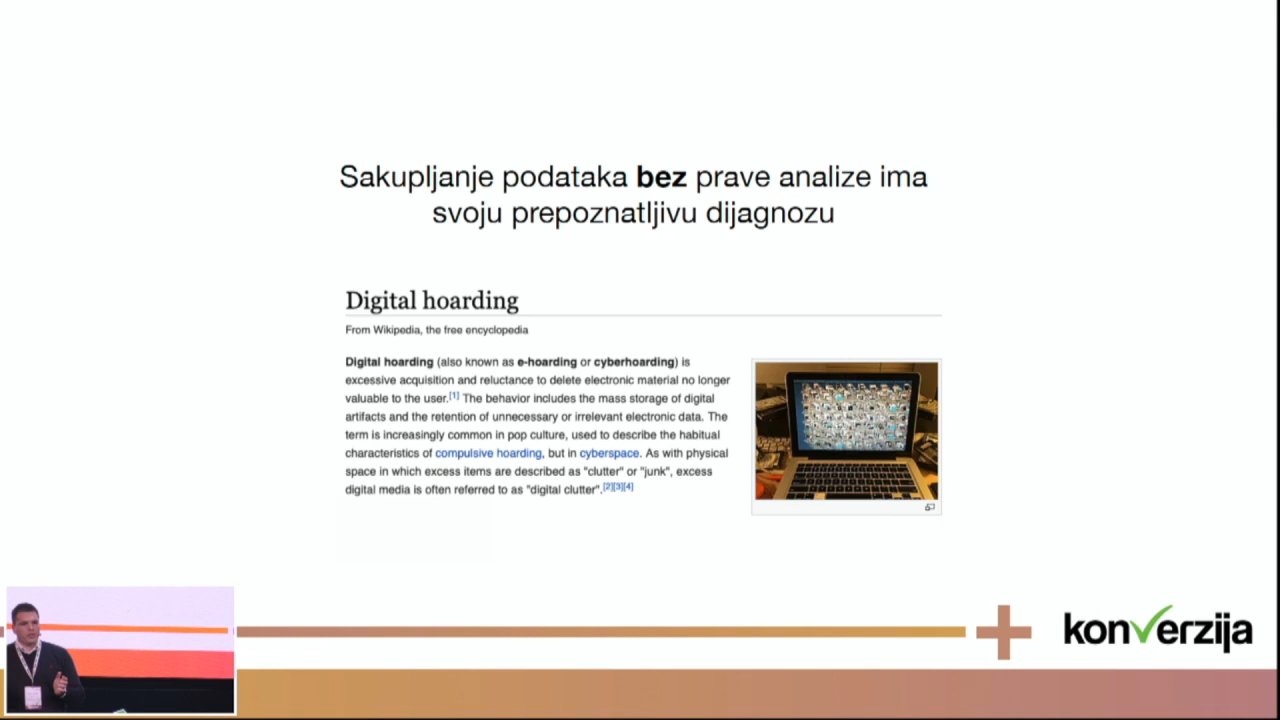 Sakupljanje podataka bez prave analize ima
svoju prepoznatljivu dijagnozu
Digital hoarding
From Wikipedia, the free encyclopedia
Digital hoarding (also known as e-hoarding or cyberhoarding) is
excessive acquisition and reluctance to delete electronic material no longer
valuable to the user.[1] The behavior includes the mass storage of digital
artifacts and the retention of unnecessary or irrelevant electronic data. The
term is increasingly common in pop culture, used to describe the habitual
characteristics of compulsive hoarding, but in cyberspace. As with physical
space in which excess items are described as "clutter" or "junk", excess
digital media is often referred to as "digital clutter".[2][3][4]
konverzija